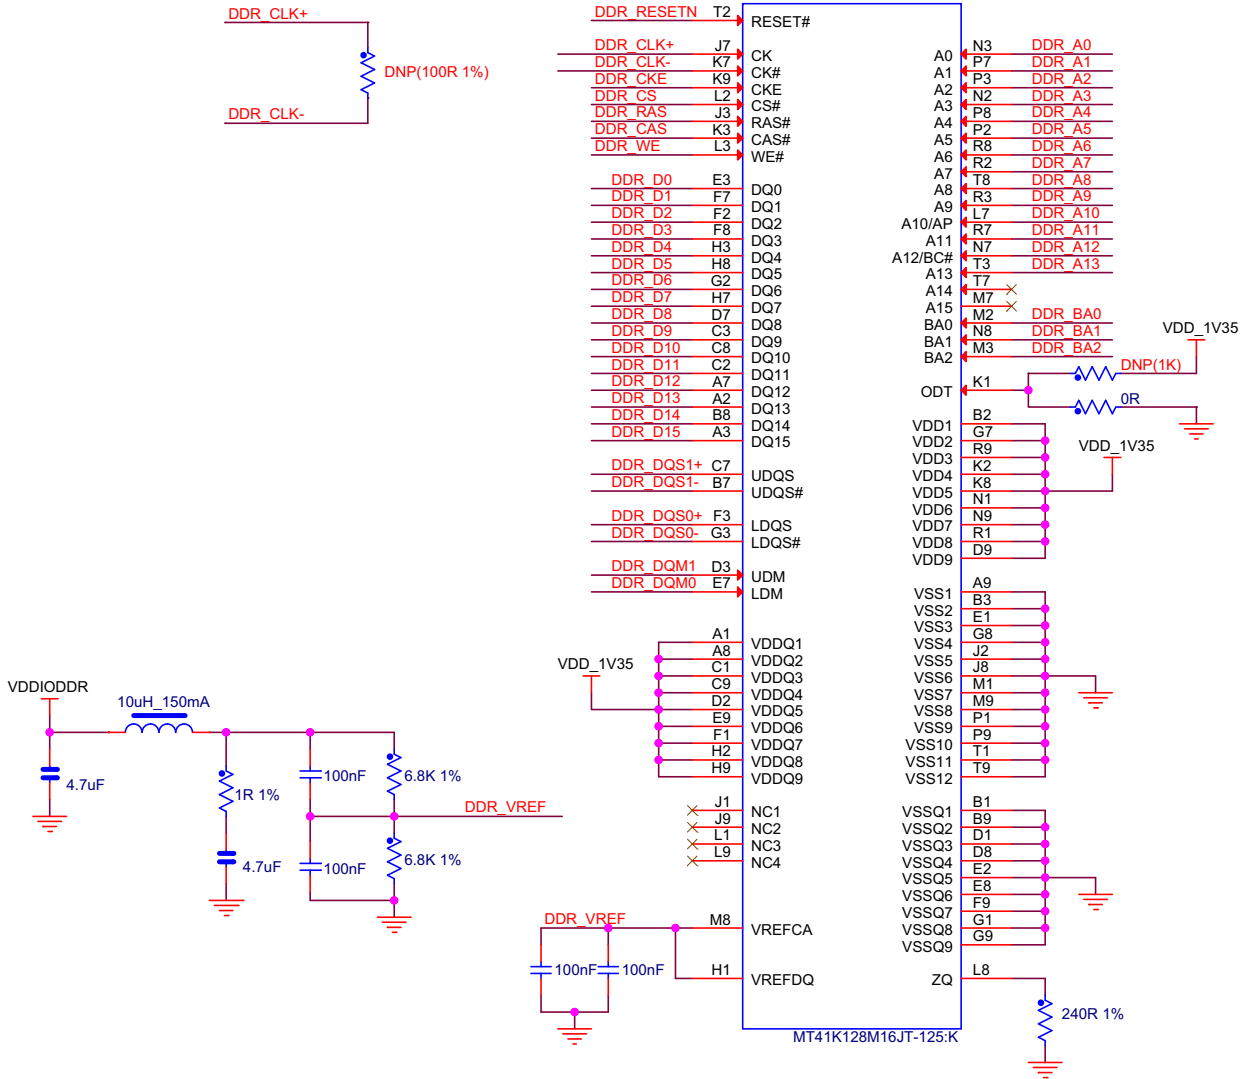 DDR_CLK+
DNP(100R 1%)
DDR_CLK-
DDR_RESETN T2 RESET#
DDR_CLK+ J7 CK
DDR_CLK- K7 CK#
DDR_CKE K9 CKE
DDR_CS L2 CS#
DDR_RAS J3 RAS#
DDR_CAS K3 CAS#
DDR_WE L3 WE#
DDR_D0 E3 DQ0
DDR_D1 F7 DQ1
DDR_D2 F2 DQ2
DDR_D3 F8 DQ3
DDR_D4 H3 DQ4
DDR_D5 H8 DQ5
DDR_D6 G2 DQ6
DDR_D7 H7 DQ7
DDR_D8 D7 DQ8
DDR_D9 C3 DQ9
DDR_D10 C8 DQ10
DDR_D11 C2 DQ11
DDR_D12 A7 DQ12
DDR_D13 A2 DQ13
DDR_D14 B8 DQ14
DDR_D15 A3 DQ15
DDR_DQS1+ C7 UDQS
DDR_DQS1- B7 UDQS#
DDR_DQS0+ F3 LDQS
DDR_DQS0- G3 LDQS#
DDR_DQM1 D3 UDM
DDR_DQM0 E7 LDM
VDD_1V35
A1 VDDQ1
A8 VDDQ2
C1 VDDQ3
C9 VDDQ4
D2 VDDQ5
E9 VDDQ6
F1 VDDQ7
H2 VDDQ8
H9 VDDQ9
J1 NC1
J9 NC2
L1 NC3
L9 NC4
DDR_VREF M8 VREFCA
100nF 100nF
H1 VREFDQ
A0 N3 DDR_A0
A1 P7 DDR_A1
A2 P3 DDR_A2
A3 N2 DDR_A3
A4 P8 DDR_A4
A5 P2 DDR_A5
A6 R8 DDR_A6
A7 R2 DDR_A7
A8 T8 DDR_A8
A9 R3 DDR_A9
A10/AP L7 DDR_A10
A11 R7 DDR_A11
A12/BC# N7 DDR_A12
A13 T3 DDR_A13
A14 T7
A15 M7
BA0 M2 DDR_BA0
BA1 N8 DDR_BA1
BA2 M3 DDR_BA2
VDD_1V35
DNP(1K)
ODT K1
0R
VDD1 B2
VDD2 G7
VDD3 R9
VDD4 K2
VDD5 K8
VDD6 N1
VDD7 N9
VDD8 R1
VDD9 D9
VDD_1V35
VSS1 A9
VSS2 B3
VSS3 E1
VSS4 G8
VSS5 J2
VSS6 J8
VSS7 M1
VSS8 M9
VSS9 P1
VSS10 P9
VSS11 T1
VSS12 T9
VSSQ1 B1
VSSQ2 B9
VSSQ3 D1
VSSQ4 D8
VSSQ5 E2
VSSQ6 E8
VSSQ7 F9
VSSQ8 G1
VSSQ9 G9
ZQ L8
240R 1%
MT41K128M16JT-125:K
VDDIODDR
10uH_150mA
4.7uF
1R 1%
4.7uF
100nF
6.8K 1%
DDR_VREF
100nF
6.8K 1%